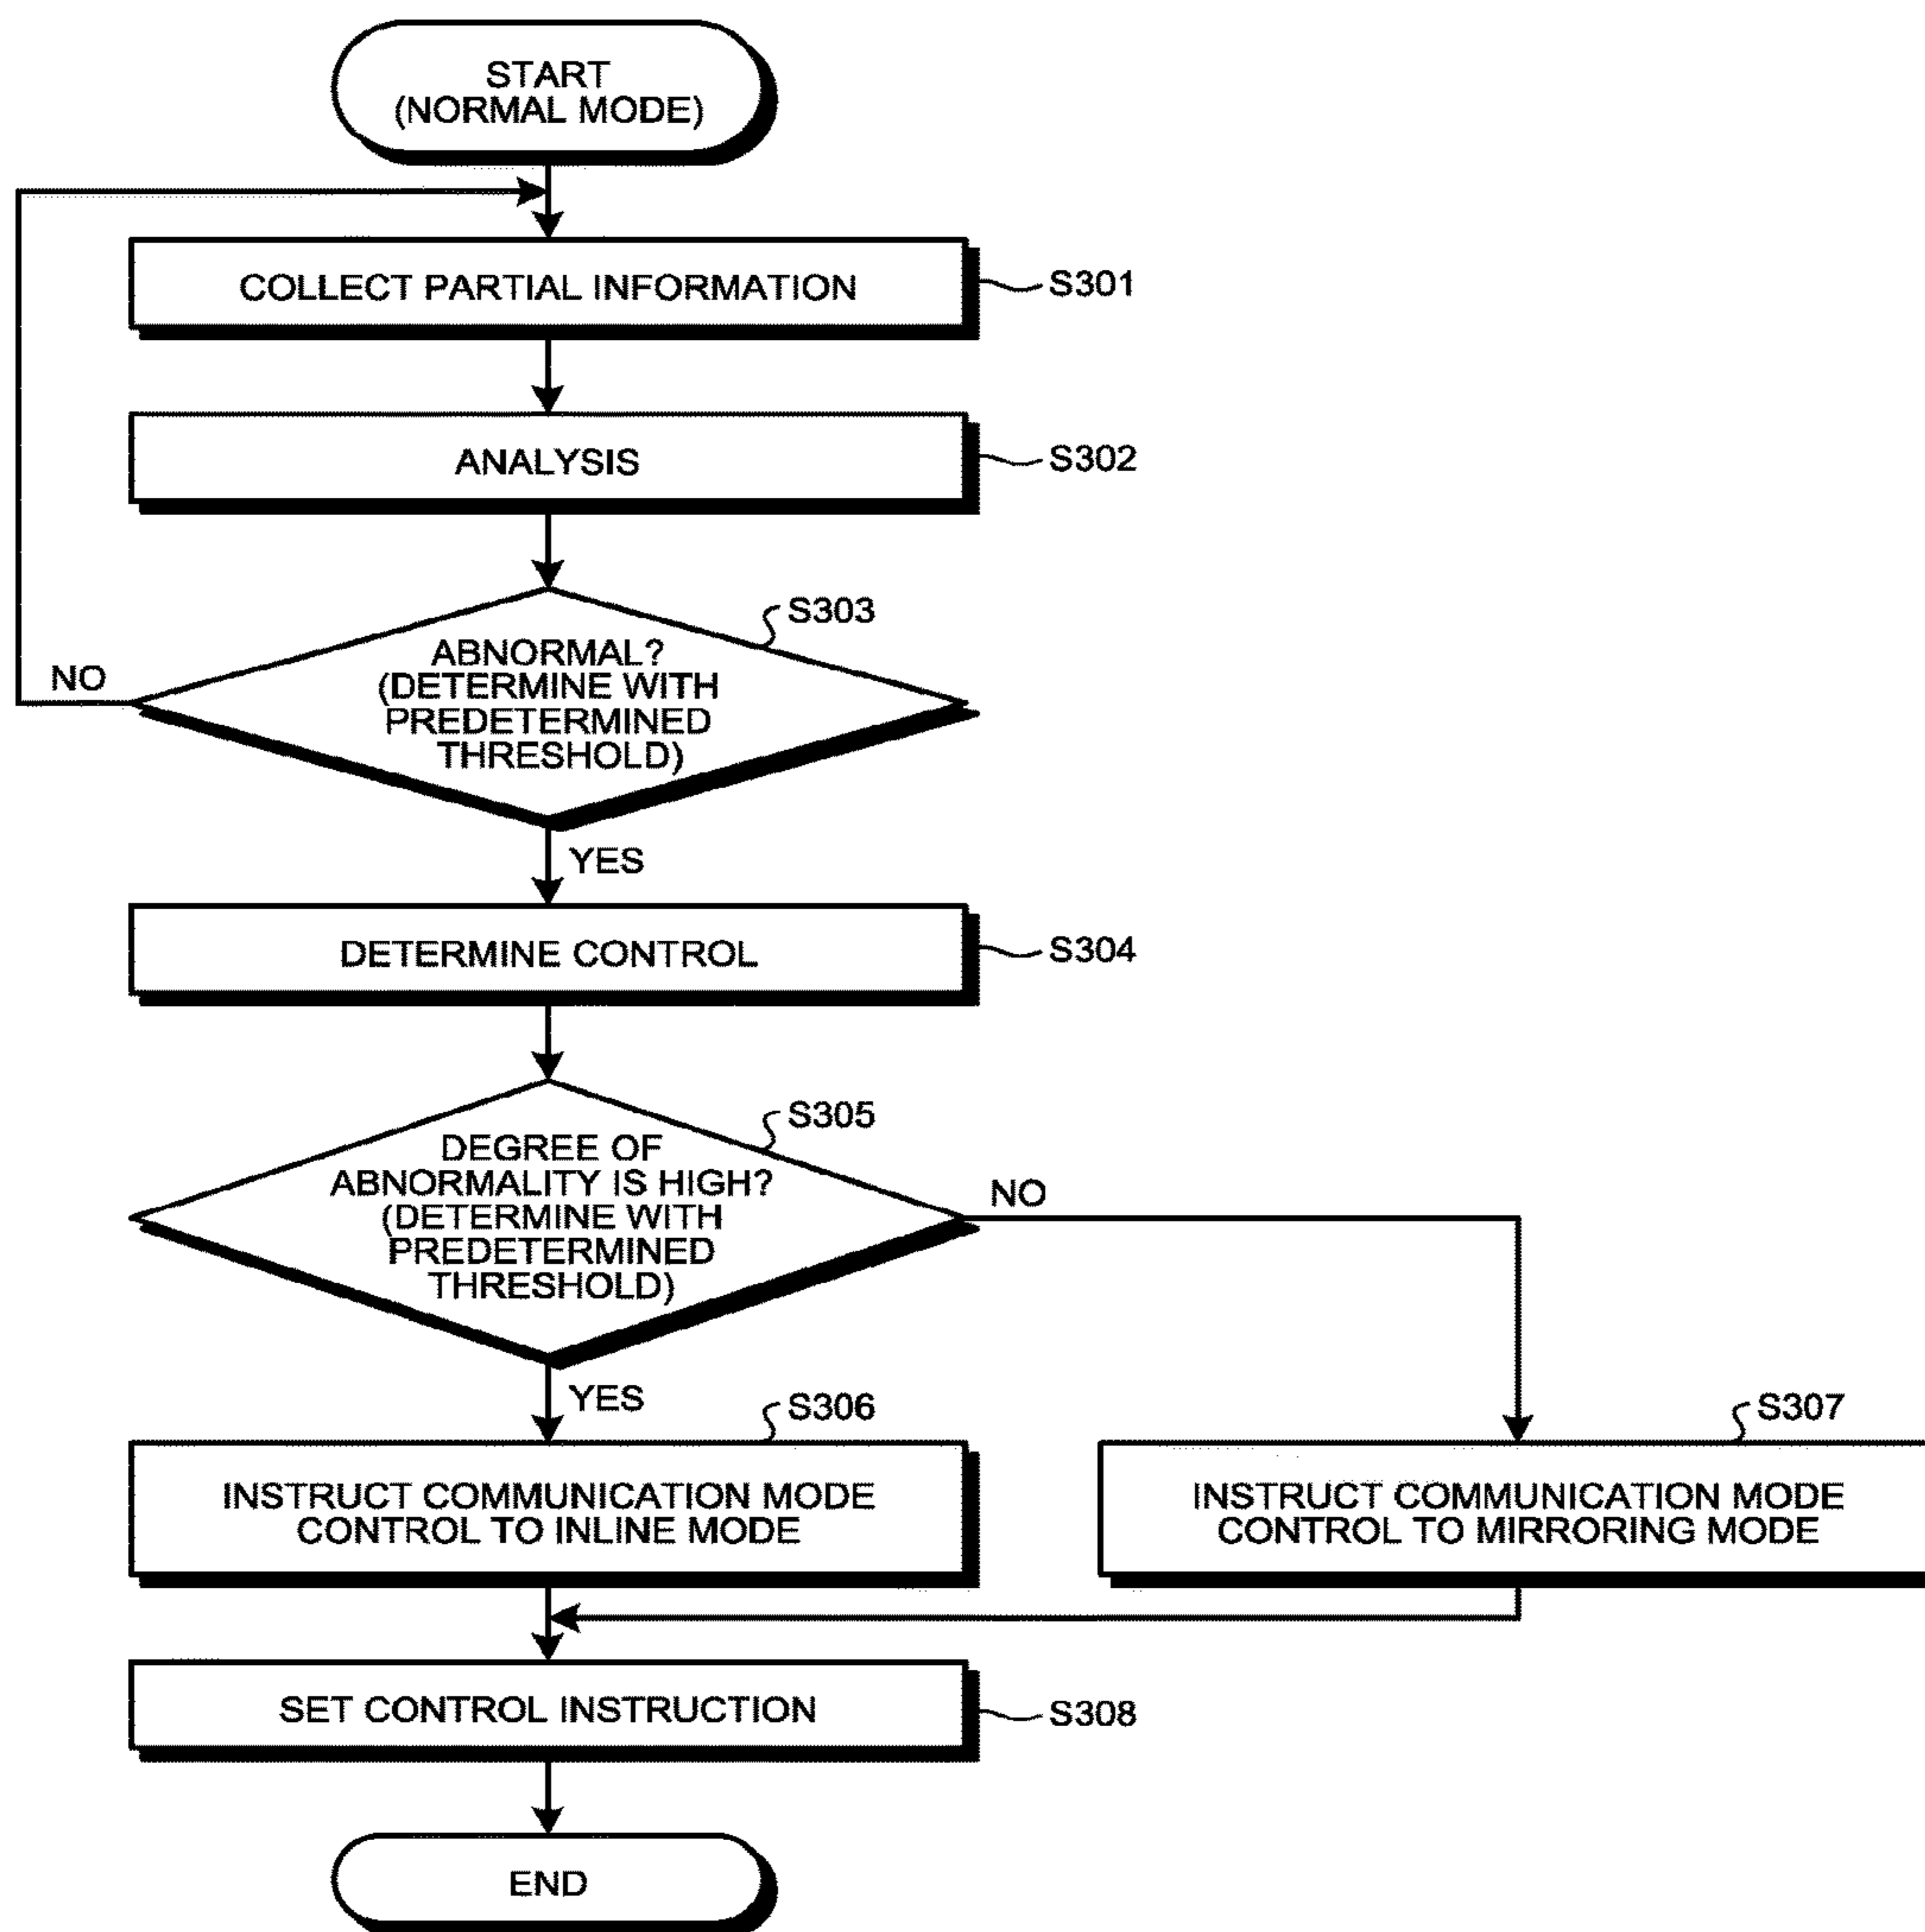 START
(NORMAL MODE)
COLLECT PARTIAL INFORMATION
S301
ANALYSIS
S302
S303
ABNORMAL?
(DETERMINE WITH
PREDETERMINED
THRESHOLD)
NO
YES
DETERMINE CONTROL
S304
S305
DEGREE OF
ABNORMALITY IS HIGH?
(DETERMINE WITH
PREDETERMINED
THRESHOLD)
NO
YES
S306
INSTRUCT COMMUNICATION MODE
CONTROL TO INLINE MODE
S307
INSTRUCT COMMUNICATION MODE
CONTROL TO MIRRORING MODE
SET CONTROL INSTRUCTION
S308
END